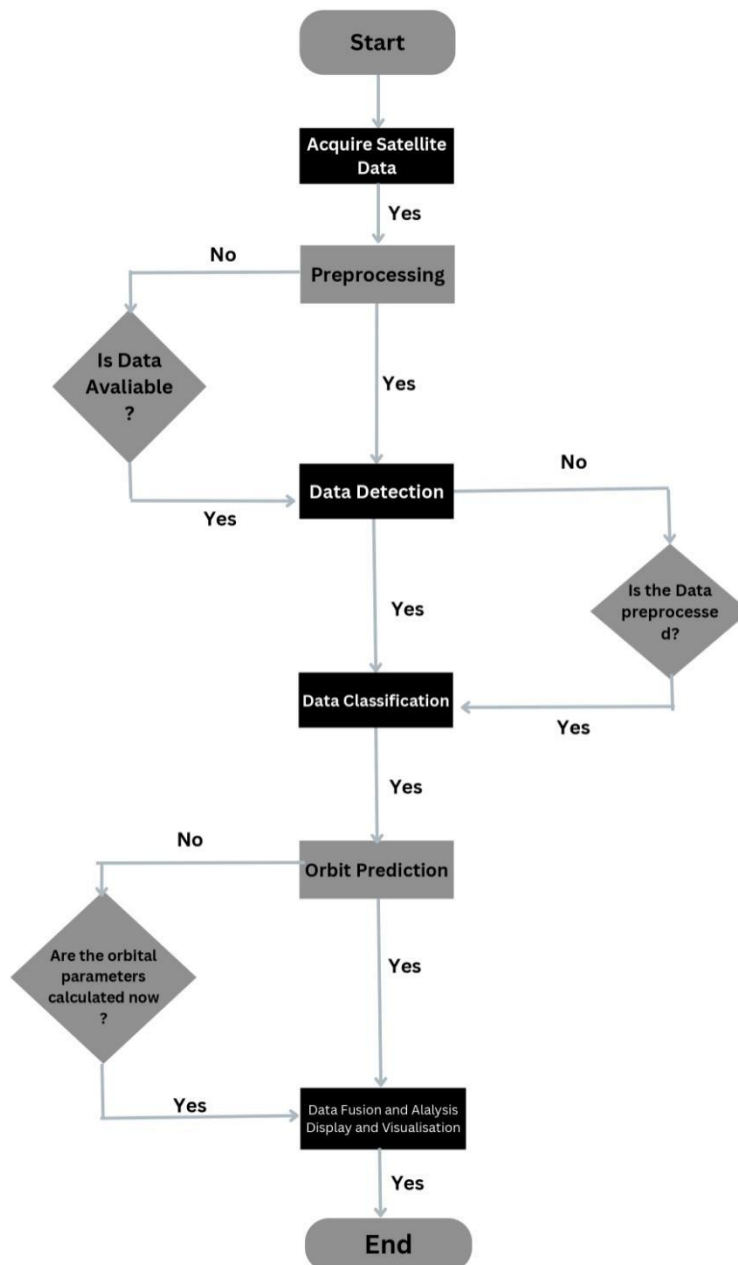 Start
Acquire Satellite
Data
Yes
No
Preprocessing
Is Data
Avaliable
?
Yes
No
Data Detection
Yes
Is the Data
preprocesse
d?
Yes
Data Classification
Yes
Yes
No
Orbit Prediction
Are the orbital
parameters
calculated now
?
Yes
Yes
Data Fusion and Alalysis
Display and Visualisation
Yes
End